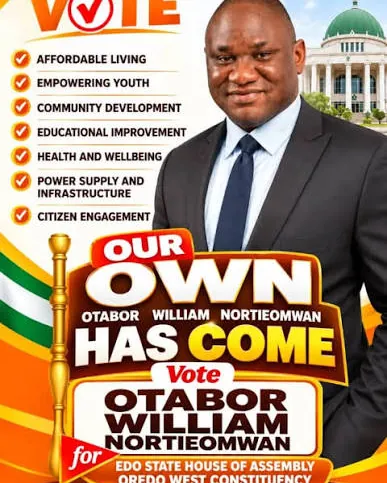 VOTE
AFFORDABLE LIVING
EMPOWERING YOUTH
COMMUNITY DEVELOPMENT
EDUCATIONAL IMPROVEMENT
HEALTH AND WELLBEING
POWER SUPPLY AND
INFRASTRUCTURE
CITIZEN ENGAGEMENT
OUR
OWN
OTABOR WILLIAM NORTIEOMWAN
HAS COME
Vote
OTABOR
WILLIAM
NORTIEOMWAN
for
EDO STATE HOUSE OF ASSEMBLY
OREDO WEST CONSTITUENCY